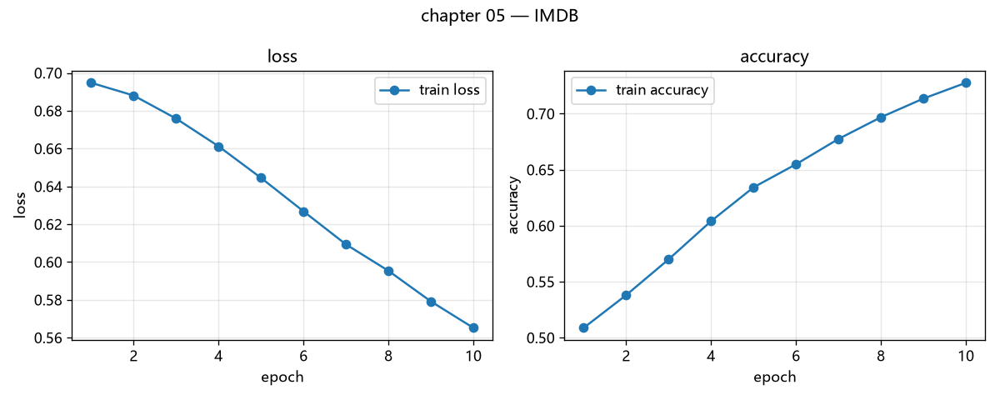 chapter 05 — IMDB
loss
0.70
0.68
0.66
0.64
0.62
0.60
0.58
0.56
loss
train loss
2 4 6 8 10
epoch
accuracy
0.70
0.65
0.60
0.55
0.50
accuracy
train accuracy
2 4 6 8 10
epoch